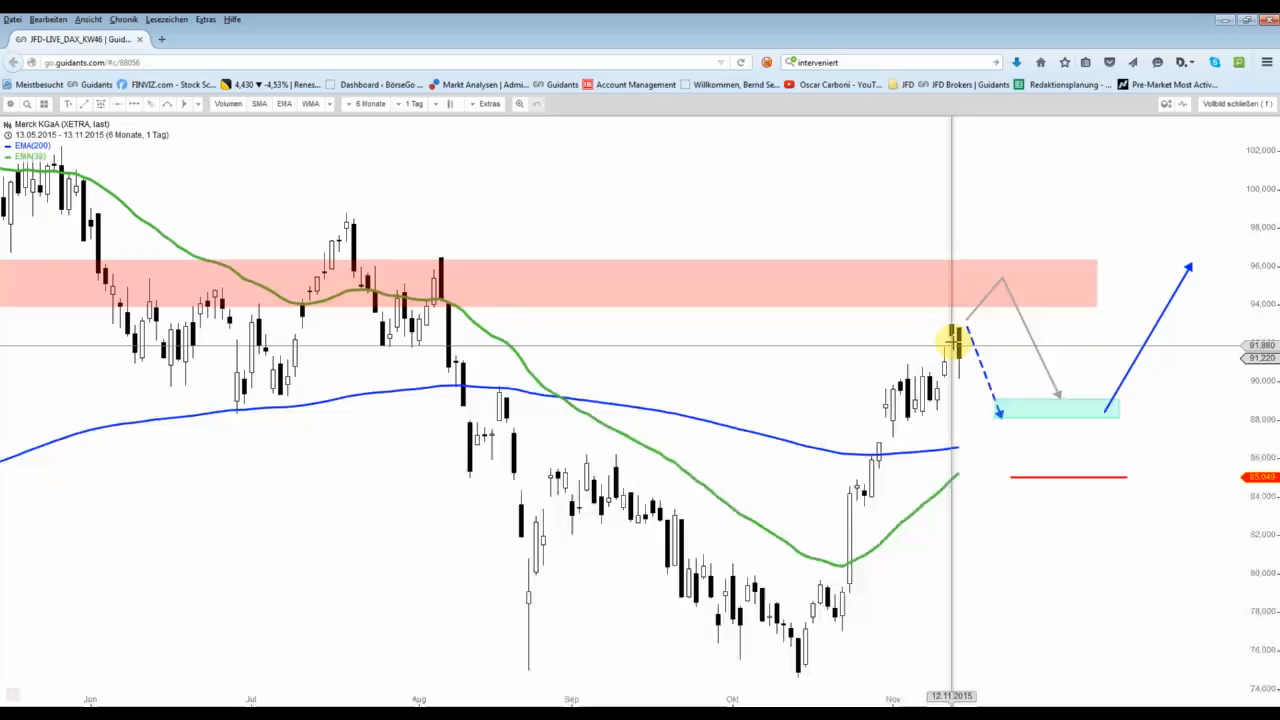 Datei Bearbeiten Ansicht Chronik Lesezeichen Extras Hilfe
JFD-LIVE_DAX_KW46 | Guid...
go.guidants.com/#c/88056
interveniert
Meistbesucht Guidants FINVIZ.com - Stock Sc... 4,430 ▼ -4,53% | Renes... Dashboard - BörseGo ... Markt Analysen | Aktien... Guidants Account Management Willkommen, Bernd Se... Oscar Carboni - YouT... JFD JFD Brokers | Guidants Redaktionsplanung - ... Pre-Market Most Activ...
Volumen SMA EMA WMA 6 Monate 1 Tag Extras Vollbild schließen ( f )
Merck KGaA (XETRA, last)
13.05.2015 - 13.11.2015 (6 Monate, 1 Tag)
EMA(200)
EMA(38)
102,000
100,000
98,000
96,000
94,000
91,880
91,220
90,000
88,000
86,000
85,049
84,000
82,000
80,000
78,000
76,000
74,000
Jun Jul Aug Sep Okt Nov 12.11.2015